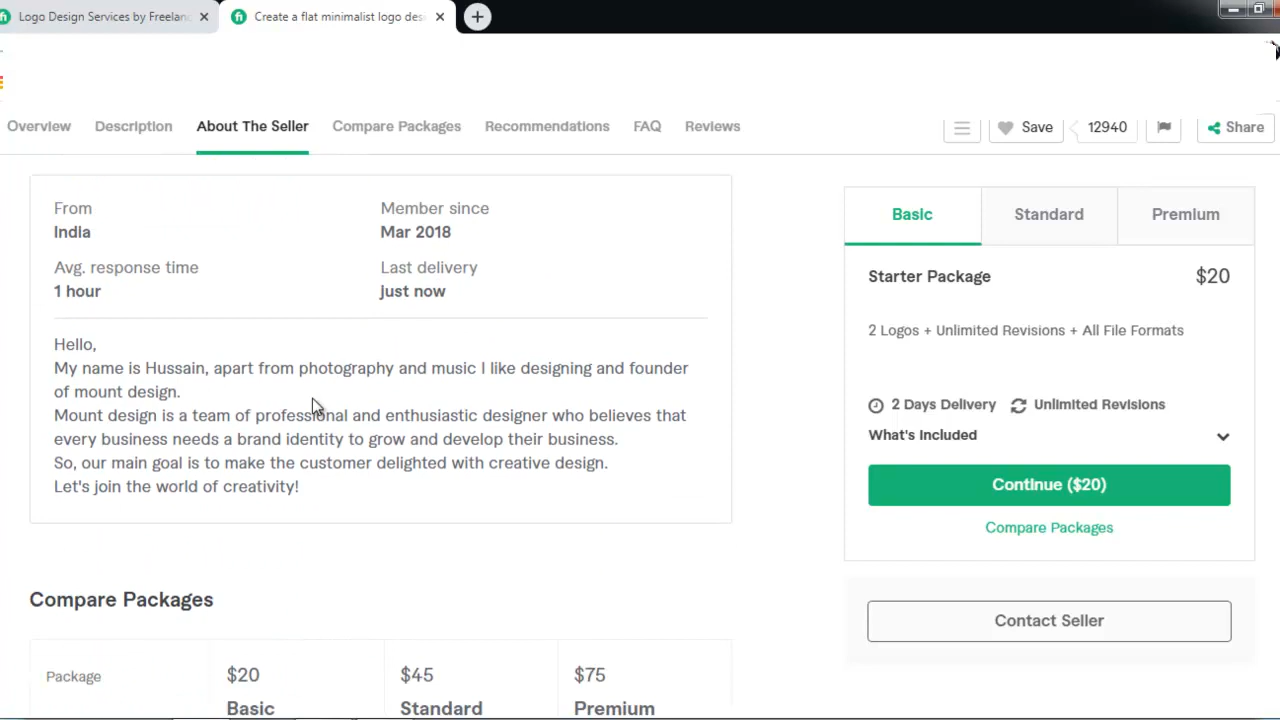 Logo Design Services by Freelanc
Create a flat minimalist logo des
Overview Description About The Seller Compare Packages Recommendations FAQ Reviews
Save 12940 Share
From
India
Member since
Mar 2018
Avg. response time
1 hour
Last delivery
just now
Hello,
My name is Hussain, apart from photography and music I like designing and founder
of mount design.
Mount design is a team of professional and enthusiastic designer who believes that
every business needs a brand identity to grow and develop their business.
So, our main goal is to make the customer delighted with creative design.
Let's join the world of creativity!
Compare Packages
Package
$20
Basic
$45
Standard
$75
Premium
Basic Standard Premium
Starter Package $20
2 Logos + Unlimited Revisions + All File Formats
2 Days Delivery Unlimited Revisions
What's Included
Continue ($20)
Compare Packages
Contact Seller